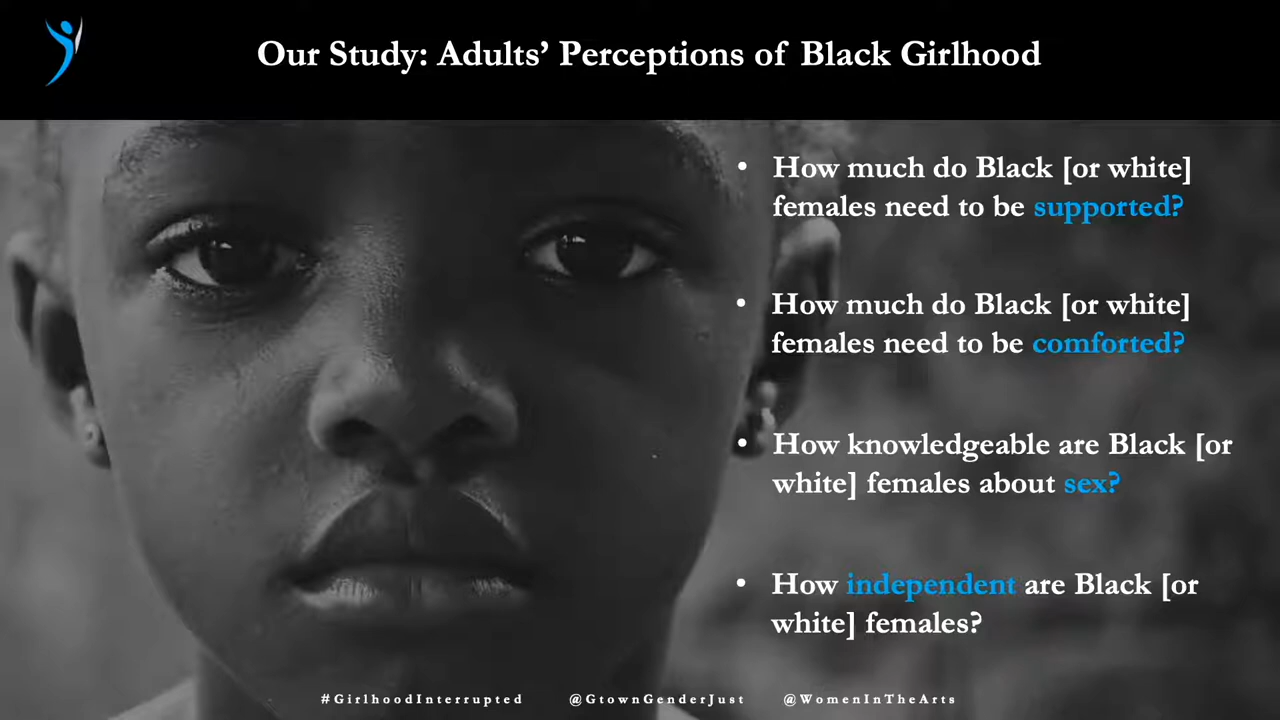 Our Study: Adults’ Perceptions of Black Girlhood
• How much do Black [or white]
females need to be supported?
• How much do Black [or white]
females need to be comforted?
• How knowledgeable are Black [or
white] females about sex?
• How independent are Black [or
white] females?
#GirlhoodInterrupted @GtownGenderJust @WomenInTheArts